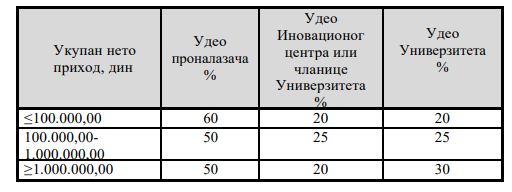 Укупан нето
приход, дин
Удео
проналазача
%
Удео
Иновационог
центра или
чланице
Универзитета
%
Удео
Универзитета
%
≤100.000,00 60 20 20
100.000,00-
1.000.000,00 50 25 25
≥1.000.000,00 50 20 30